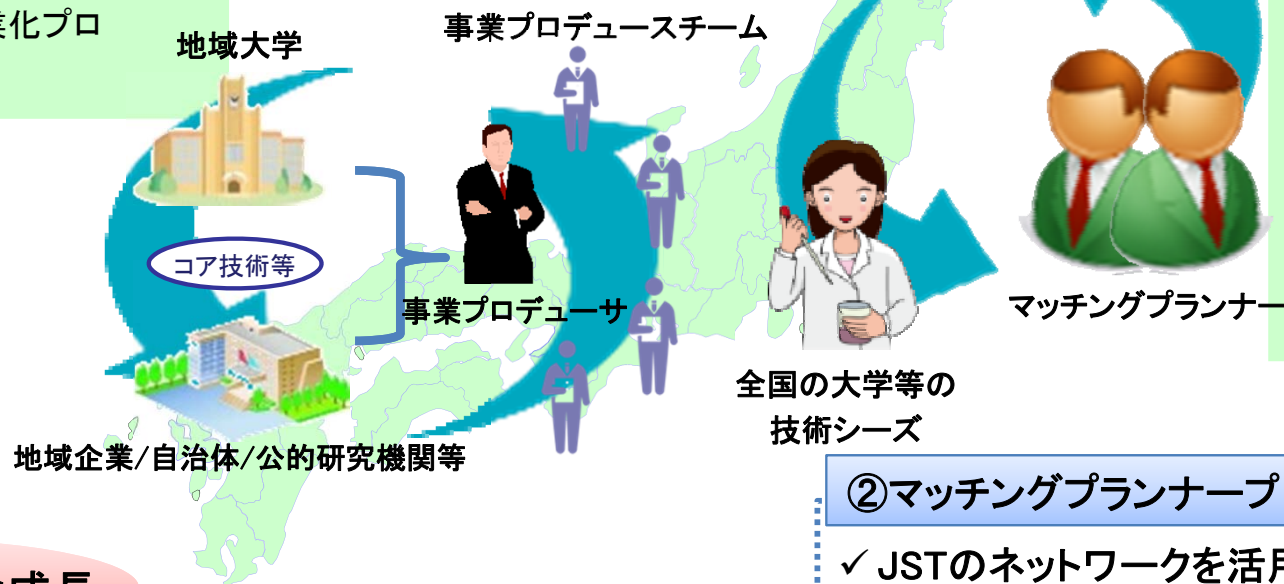 業化プロ
地域大学
事業プロデュースチーム
コア技術等
事業プロデューサ
マッチングプランナー
全国の大学等の
技術シーズ
地域企業/自治体/公的研究機関等
②マッチングプランナープ
✓ JSTのネットワークを活用
成長